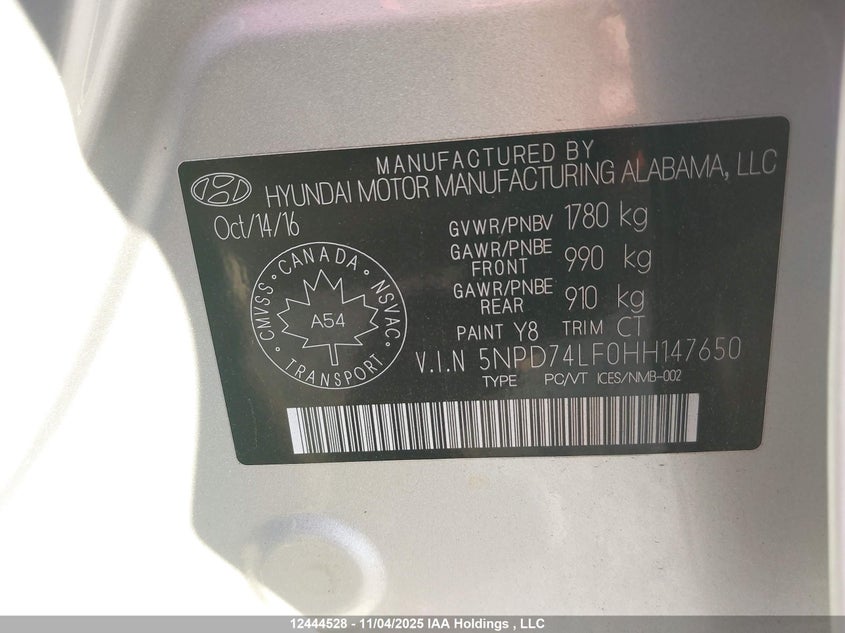 MANUFACTURED BY
HYUNDAI MOTOR MANUFACTURING ALABAMA, LLC
Oct/14/16
GVWR/PNBV 1780 kg
GAWR/PNBE FRONT 990 kg
GAWR/PNBE REAR 910 kg
PAINT Y8 TRIM CT
V.I.N 5NPD74LF0HH147650
TYPE PC/VT ICES/NMB-002
CANADA
CMVSS NSVAC
A54
TRANSPORT
12444528 - 11/04/2025 IAA Holdings , LLC